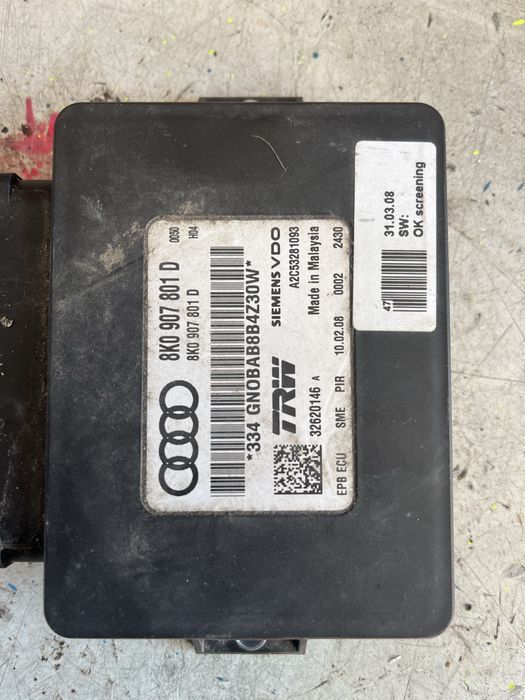 8K0 907 801 D
0050
8K0 907 801 D
H04
*334 GNOBAB8B4Z30W*
TRW
SIEMENS VDO
32620146 A
A2C53281093
Made in Malaysia
EPB ECU SME PIR 10.02.08 0002 2430
31.03.08
SW:
OK screening
47